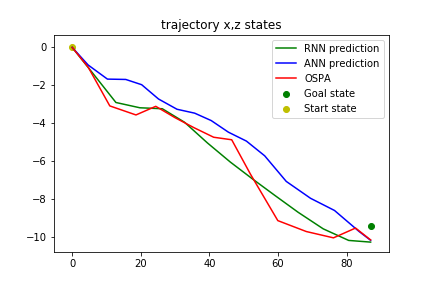 trajectory x,z states
RNN prediction
ANN prediction
OSPA
Goal state
Start state
0
−2
−4
−6
−8
−10
0
20
40
60
80